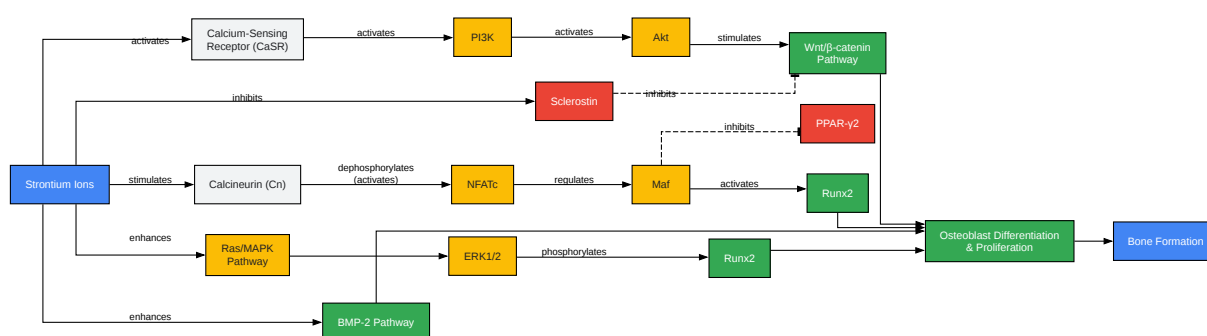 Calcium-Sensing
Receptor (CaSR)
PI3K
Akt
Wnt/β-catenin
Pathway
activates
activates
activates
stimulates
Sclerostin
inhibits
inhibits
PPAR-γ2
inhibits
Strontium Ions
stimulates
Calcineurin (Cn)
dephosphorylates
(activates)
NFATc
regulates
Maf
activates
Runx2
enhances
Ras/MAPK
Pathway
ERK1/2
phosphorylates
Runx2
Osteoblast Differentiation
& Proliferation
Bone Formation
enhances
BMP-2 Pathway